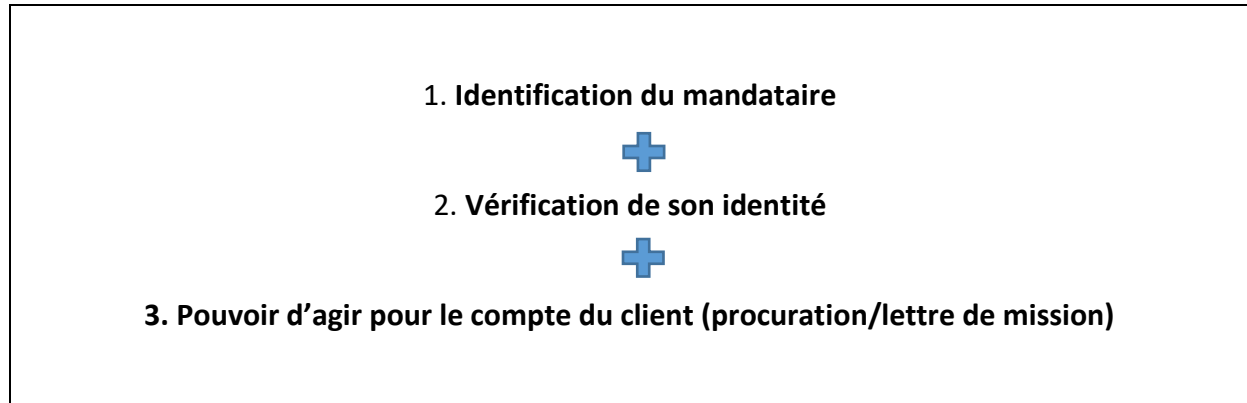 1. Identification du mandataire
2. Vérification de son identité
3. Pouvoir d’agir pour le compte du client (procuration/lettre de mission)